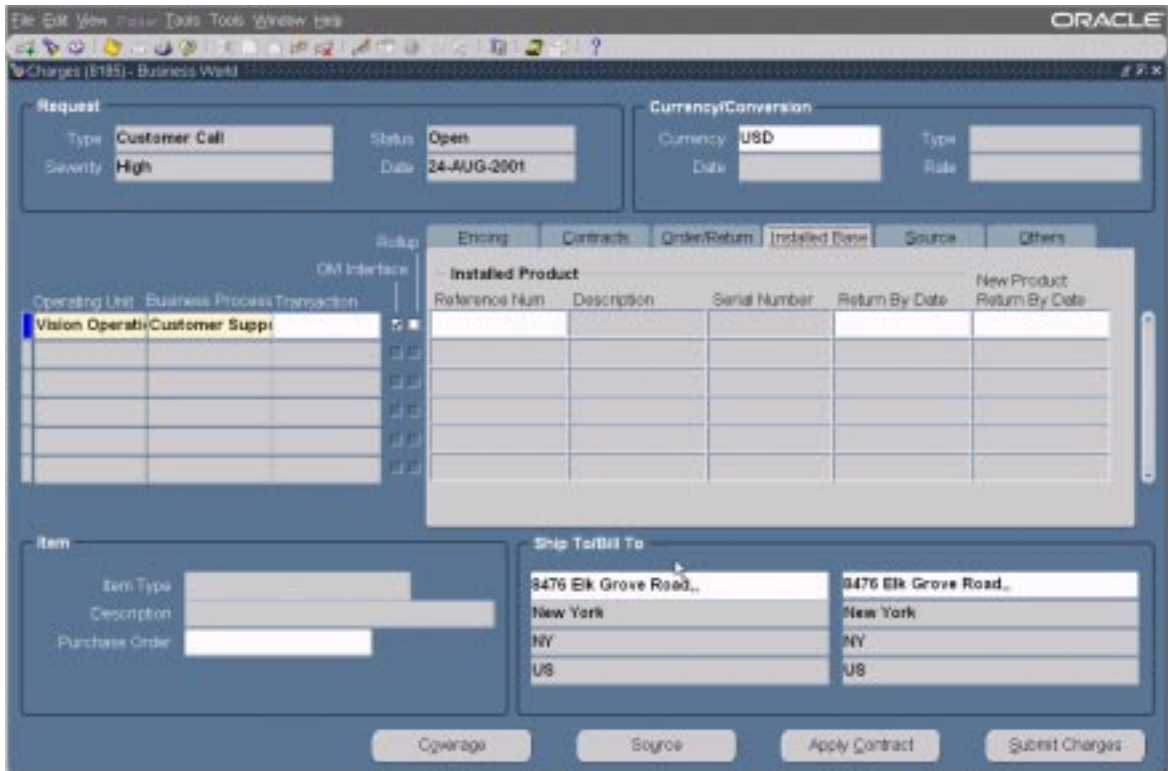 File Edit View Folder Tools Tools Window Help
ORACLE
Charges (8185) - Business World
Request
Type Customer Call Status Open
Severity High Date 24-AUG-2001
Currency/Conversion
Currency USD Type
Date Rate
Rollup
OM Interface
Operating Unit Business Process Transaction
Vision Operati Customer Suppo
Pricing Contracts Order/Return Installed Base Source Others
Installed Product
Reference Num Description Serial Number Return By Date New Product Return By Date
Item
Item Type
Description
Purchase Order
Ship To/Bill To
8476 Elk Grove Road,, 8476 Elk Grove Road,,
New York New York
NY NY
US US
Coverage Source Apply Contract Submit Charges